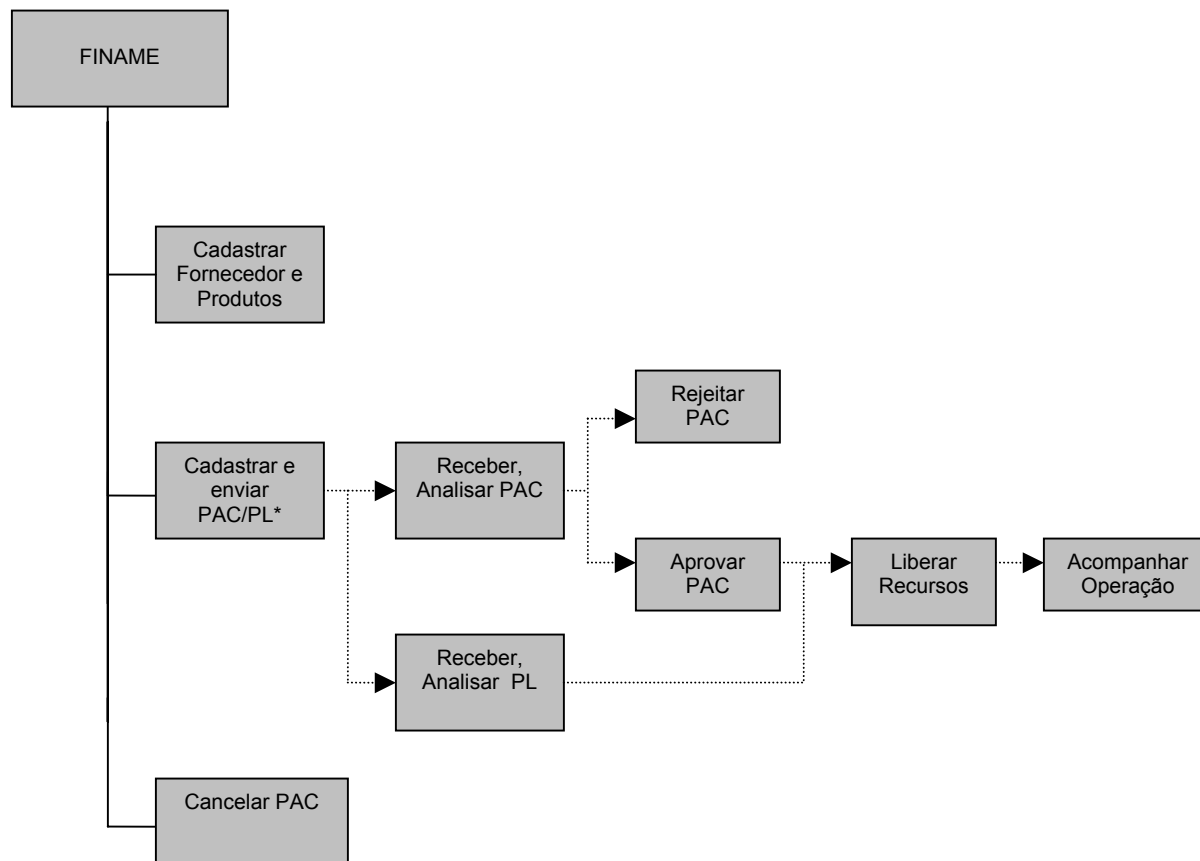 FINAME
Cadastrar
Fornecedor e
Produtos
Rejeitar
PAC
Cadastrar e
enviar
PAC/PL*
Receber,
Analisar PAC
Aprovar
PAC
Liberar
Recursos
Acompanhar
Operação
Receber,
Analisar PL
Cancelar PAC